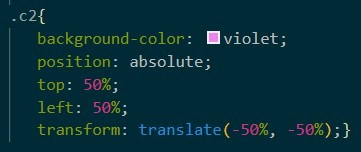 .c2{
background-color: violet;
position: absolute;
top: 50%;
left: 50%;
transform: translate(-50%, -50%);}